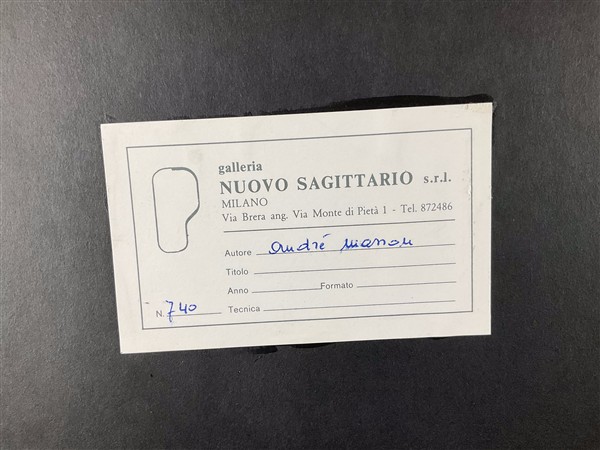 galleria
NUOVO SAGITTARIO s.r.l.
MILANO
Via Brera ang. Via Monte di Pietà 1 - Tel. 872486
Autore André Masson
Titolo
Anno Formato
N. 740 Tecnica